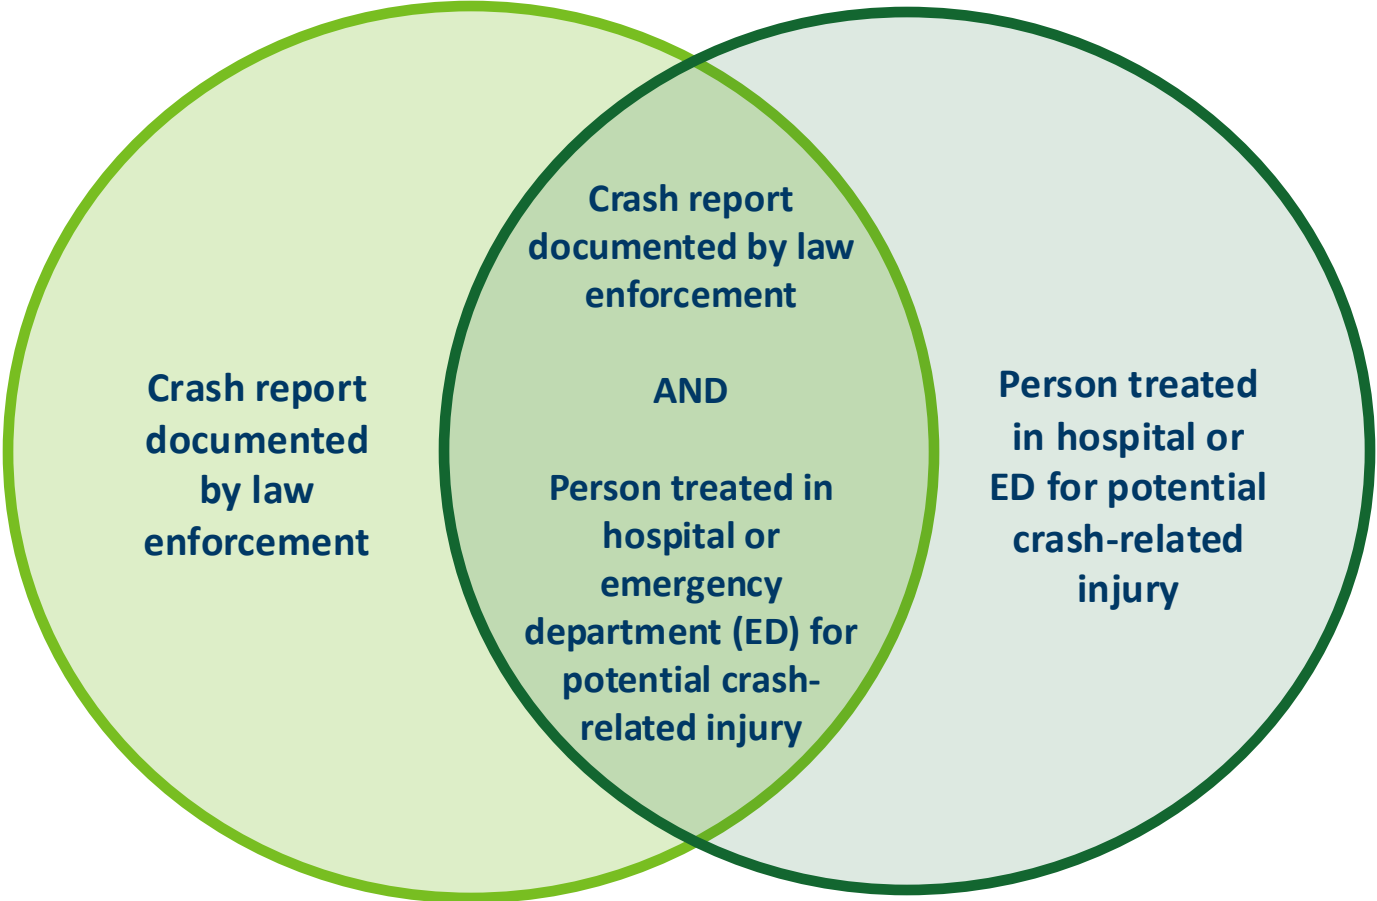 Crash report
documented
by law
enforcement
Crash report
documented by law
enforcement
AND
Person treated in
hospital or
emergency
department (ED) for
potential crash-
related injury
Person treated
in hospital or
ED for potential
crash-related
injury